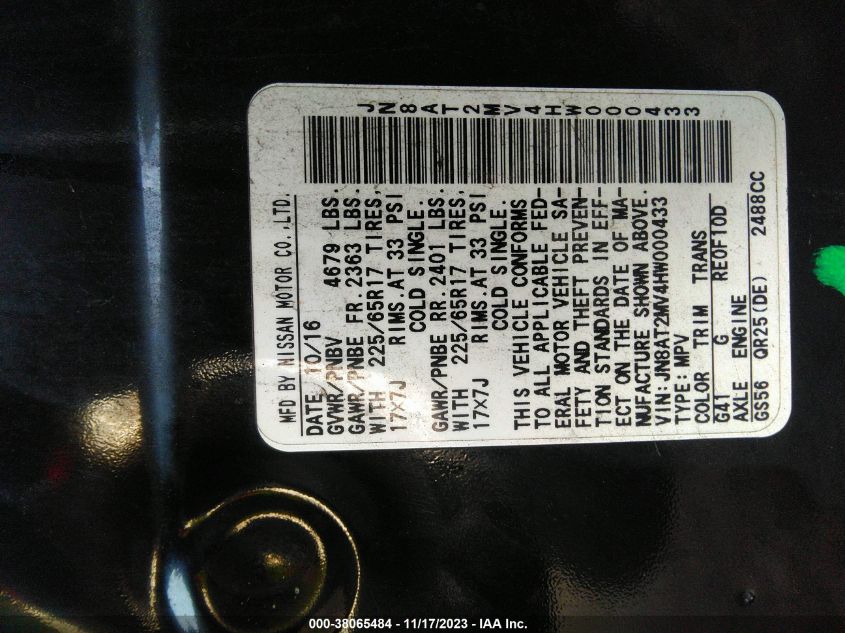 JN8AT2MV4HW000433
MFD BY NISSAN MOTOR CO.,LTD.
DATE: 10/16
GVWR/PNBV 4679 LBS.
GAWR/PNBE FR.2363 LBS.
WITH 225/65R17 TIRES,
17X7J RIMS.AT 33 PSI
COLD SINGLE.
GAWR/PNBE RR.2401 LBS.
WITH 225/65R17 TIRES,
17X7J RIMS.AT 33 PSI
COLD SINGLE.
THIS VEHICLE CONFORMS
TO ALL APPLICABLE FED-
ERAL MOTOR VEHICLE SA-
FETY AND THEFT PREVEN-
TION STANDARDS IN EFF-
ECT ON THE DATE OF MA-
NUFACTURE SHOWN ABOVE.
VIN:JN8AT2MV4HW000433
TYPE: MPV
COLOR TRIM TRANS
G41 G RE0F10D
AXLE ENGINE
GS56 QR25(DE) 2488CC
000-38065484 - 11/17/2023 - IAA Inc.